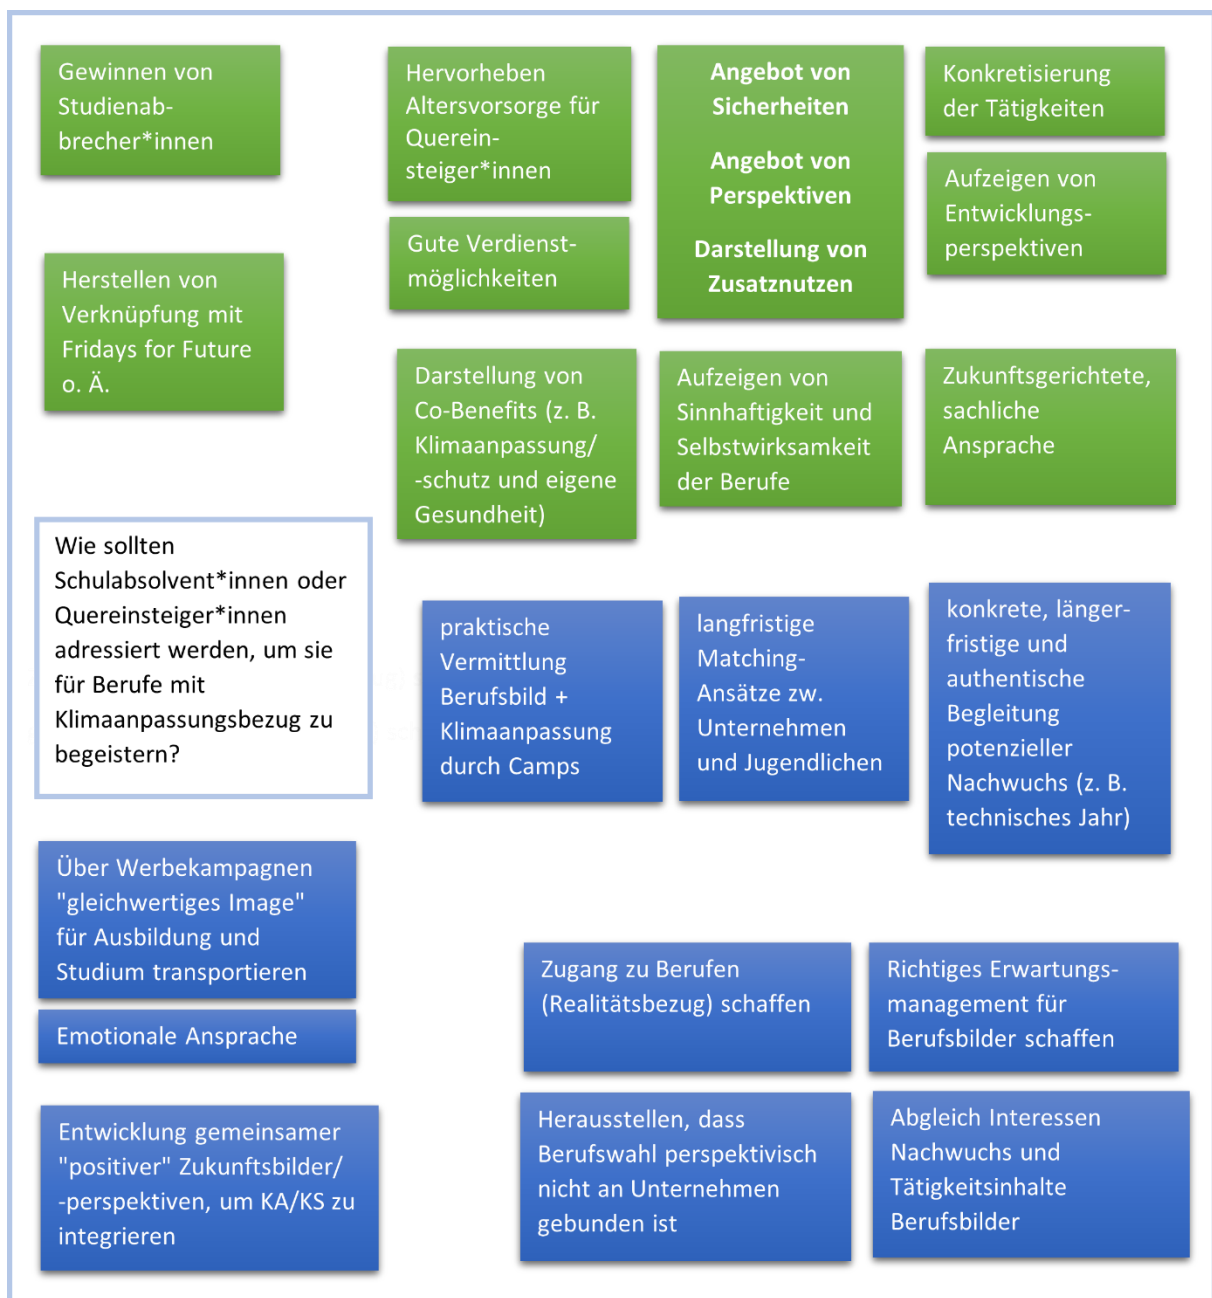 Gewinnen von
Studienab-
brecher*innen
Hervorheben
Altersvorsorge für
Querein-
steiger*innen
Angebot von
Sicherheiten
Angebot von
Perspektiven
Darstellung von
Zusatznutzen
Konkretisierung
der Tätigkeiten
Aufzeigen von
Entwicklungs-
perspektiven
Gute Verdienst-
möglichkeiten
Herstellen von
Verknüpfung mit
Fridays for Future
o. Ä.
Darstellung von
Co-Benefits (z. B.
Klimaanpassung/
-schutz und eigene
Gesundheit)
Aufzeigen von
Sinnhaftigkeit und
Selbstwirksamkeit
der Berufe
Zukunftsgerichtete,
sachliche
Ansprache
Wie sollten
Schulabsolvent*innen oder
Quereinsteiger*innen
adressiert werden, um sie
für Berufe mit
Klimaanpassungsbezug zu
begeistern?
praktische
Vermittlung
Berufsbild +
Klimaanpassung
durch Camps
langfristige
Matching-
Ansätze zw.
Unternehmen
und Jugendlichen
konkrete, länger-
fristige und
authentische
Begleitung
potenzieller
Nachwuchs (z. B.
technisches Jahr)
Über Werbekampagnen
"gleichwertiges Image"
für Ausbildung und
Studium transportieren
Emotionale Ansprache
Entwicklung gemeinsamer
"positiver" Zukunftsbilder/
-perspektiven, um KA/KS zu
integrieren
Zugang zu Berufen
(Realitätsbezug) schaffen
Richtiges Erwartungs-
management für
Berufsbilder schaffen
Herausstellen, dass
Berufswahl perspektivisch
nicht an Unternehmen
gebunden ist
Abgleich Interessen
Nachwuchs und
Tätigkeitsinhalte
Berufsbilder